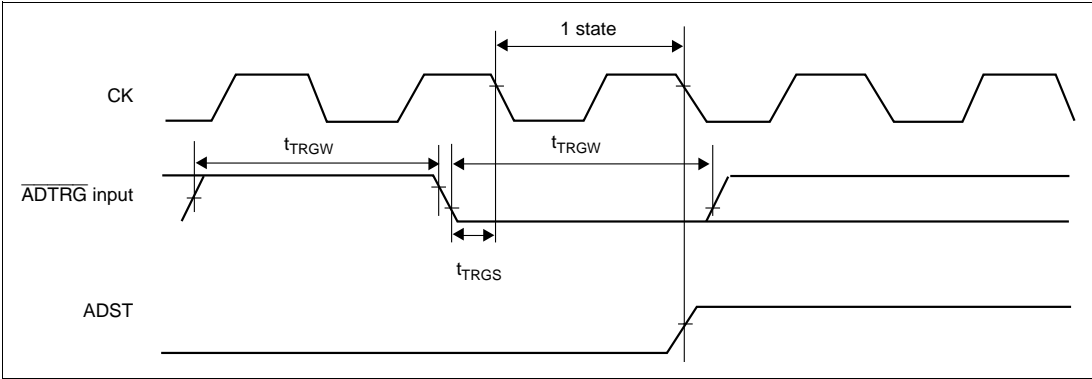 1 state
CK
tTRGW
tTRGW
ADTRG input
tTRGS
ADST